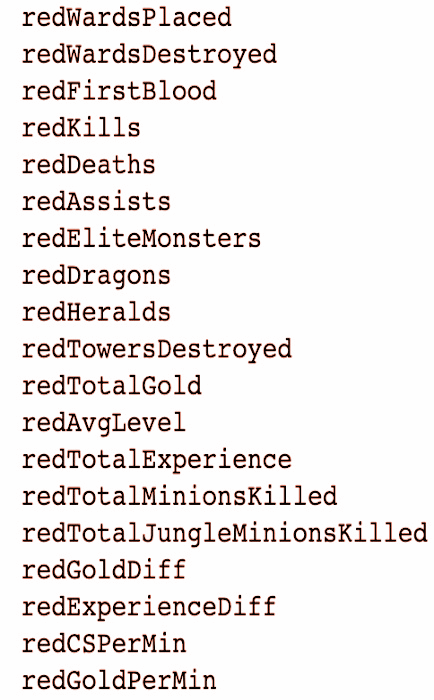 redWardsPlaced
redWardsDestroyed
redFirstBlood
redKills
redDeaths
redAssists
redEliteMonsters
redDragons
redHeralds
redTowersDestroyed
redTotalGold
redAvgLevel
redTotalExperience
redTotalMinionsKilled
redTotalJungleMinionsKilled
redGoldDiff
redExperienceDiff
redCSPerMin
redGoldPerMin